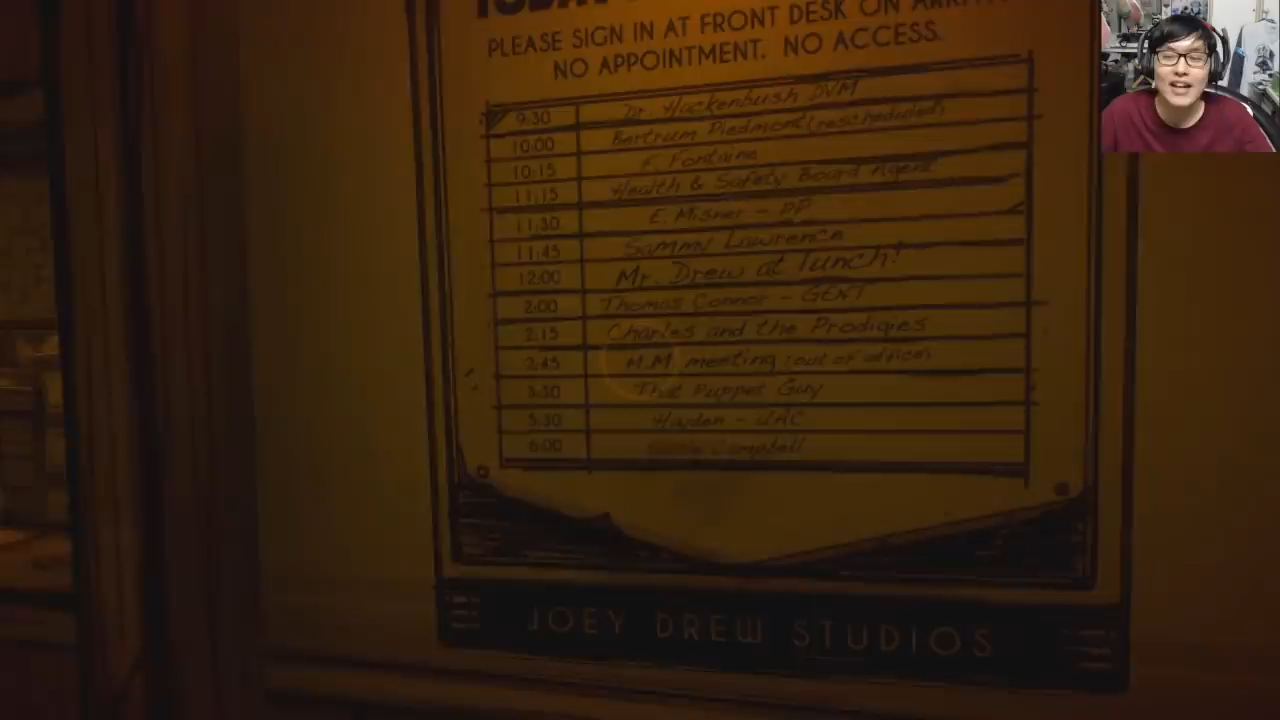 PLEASE SIGN IN AT FRONT DESK ON
NO APPOINTMENT. NO ACCESS.
9:30 Dr. Hackenbush DVM
10:00 Bertrum Piedmont (rescheduled)
10:15 F. Fontaine
11:15 Health & Safety Board Agent
11:30 E. Misner - PP
11:45 Sammy Lawrence
12:00 Mr. Drew at lunch!
2:00 Thomas Connor - GENT
2:15 Charles and the Prodigies
2:45 M.M meeting (out of office)
3:30 That Puppet Guy
5:30 Hayden -
6:00 Campbell
JOEY DREW STUDIOS